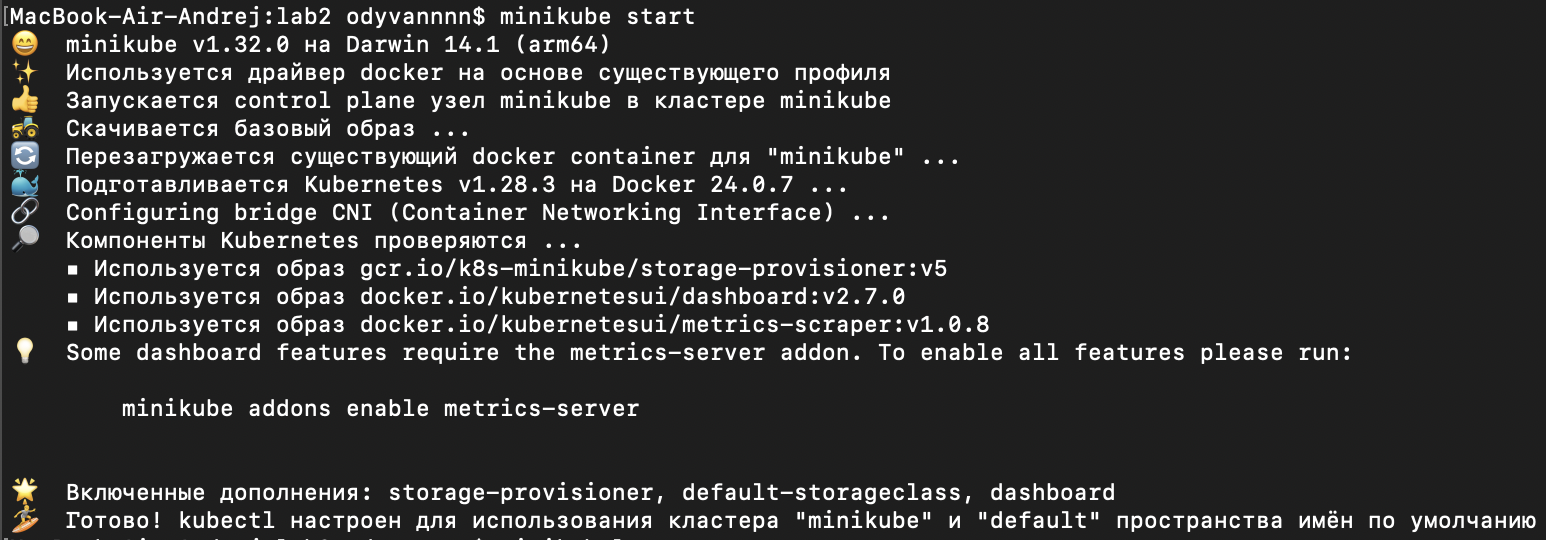 [MacBook-Air-Andrej:lab2 odyvannnn$ minikube start
😄 minikube v1.32.0 на Darwin 14.1 (arm64)
✨ Используется драйвер docker на основе существующего профиля
👍 Запускается control plane узел minikube в кластере minikube
🚜 Скачивается базовый образ ...
🔄 Перезагружается существующий docker container для "minikube" ...
🐳 Подготавливается Kubernetes v1.28.3 на Docker 24.0.7 ...
🔗 Configuring bridge CNI (Container Networking Interface) ...
🔎 Компоненты Kubernetes проверяются ...
▪ Используется образ gcr.io/k8s-minikube/storage-provisioner:v5
▪ Используется образ docker.io/kubernetesui/dashboard:v2.7.0
▪ Используется образ docker.io/kubernetesui/metrics-scraper:v1.0.8
💡 Some dashboard features require the metrics-server addon. To enable all features please run:
minikube addons enable metrics-server
🌟 Включенные дополнения: storage-provisioner, default-storageclass, dashboard
🏄 Готово! kubectl настроен для использования кластера "minikube" и "default" пространства имён по умолчанию